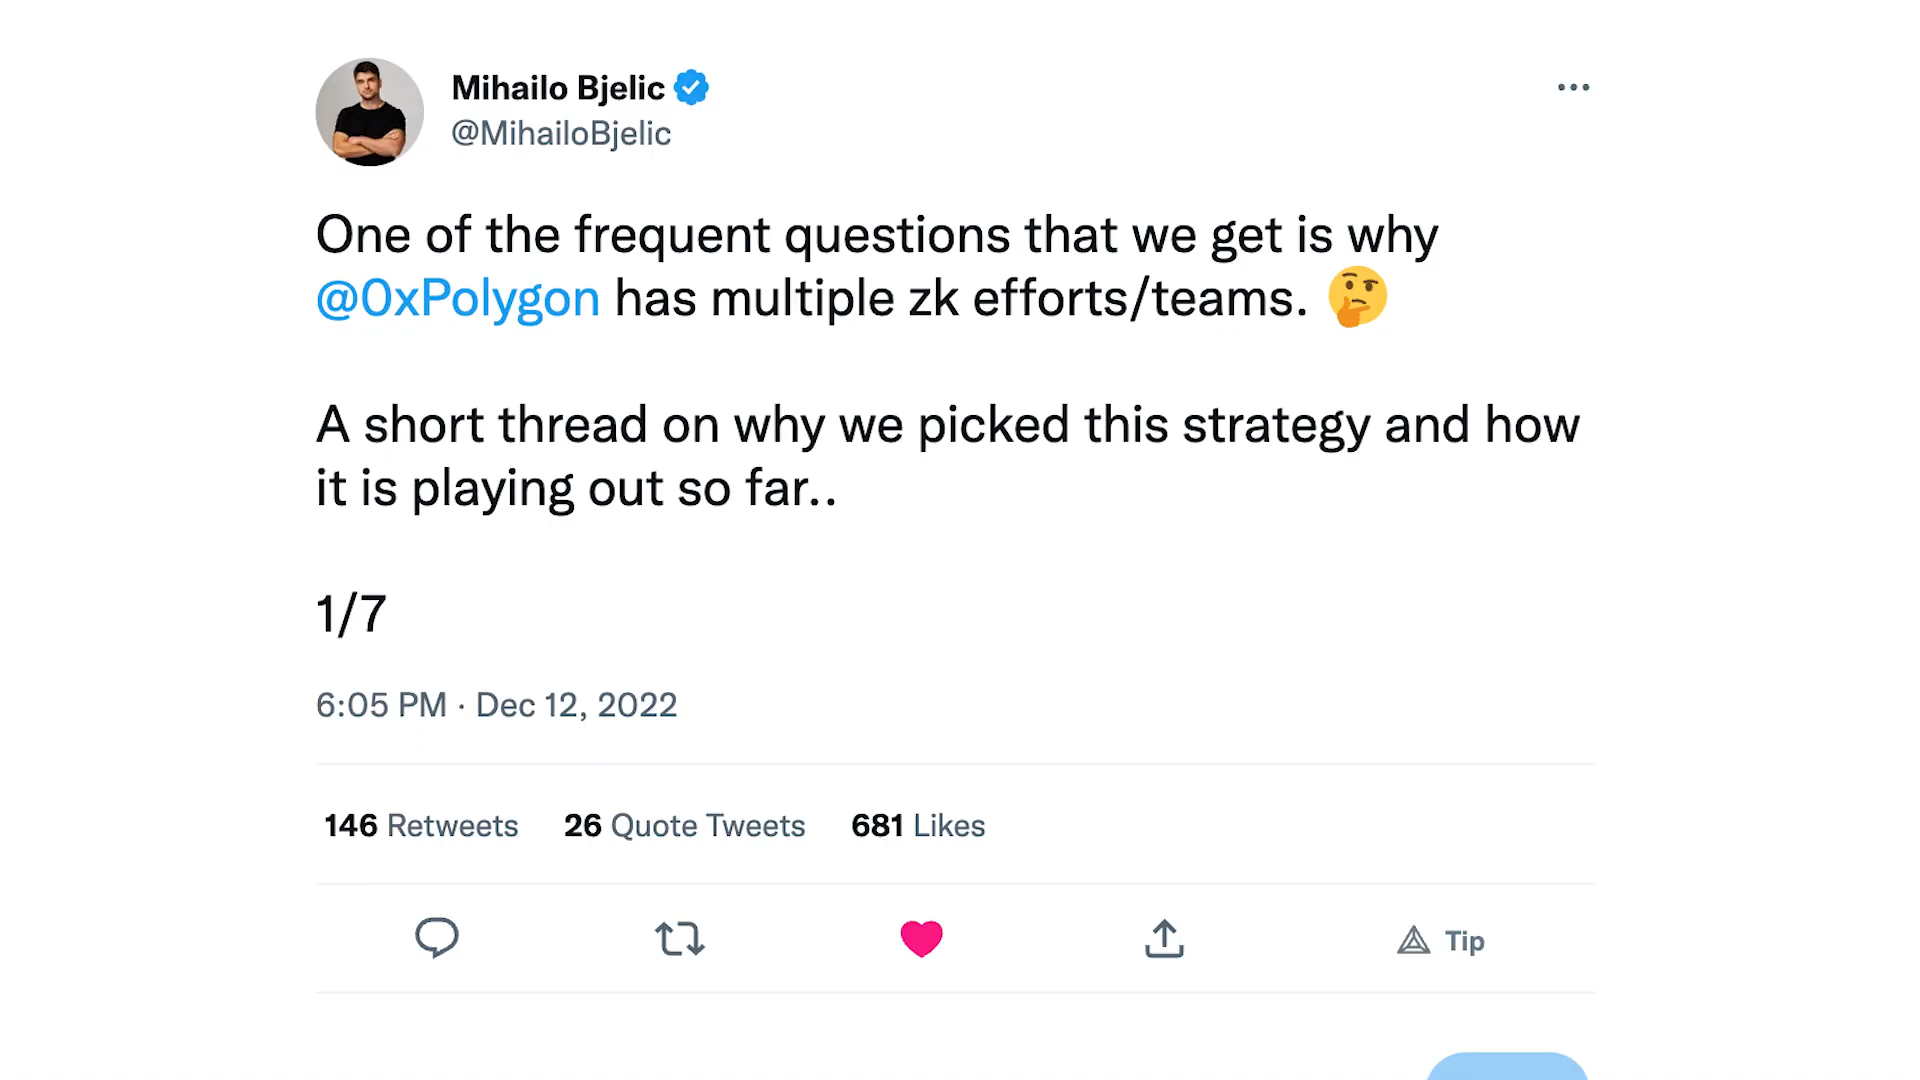 Mihailo Bjelic
@MihailoBjelic
One of the frequent questions that we get is why
@0xPolygon has multiple zk efforts/teams. 🤔
A short thread on why we picked this strategy and how
it is playing out so far..
1/7
6:05 PM · Dec 12, 2022
146 Retweets 26 Quote Tweets 681 Likes
Tip